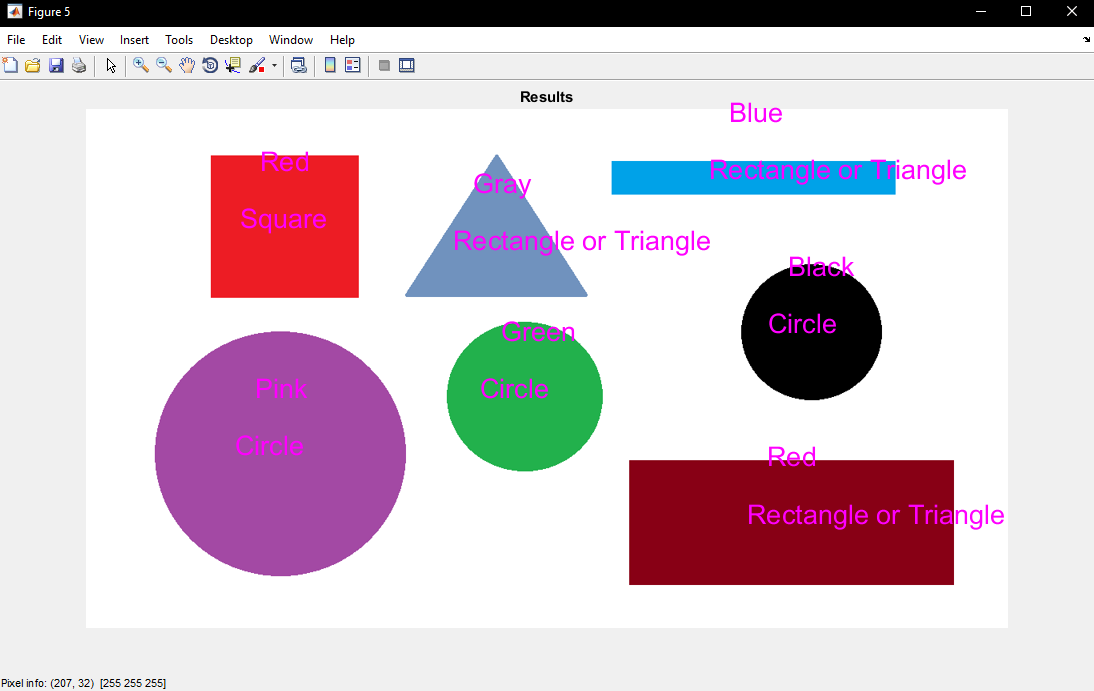 Figure 5
File Edit View Insert Tools Desktop Window Help
Results
Red
Square
Gray
Rectangle or Triangle
Blue
Rectangle or Triangle
Black
Circle
Pink
Circle
Green
Circle
Red
Rectangle or Triangle
Pixel info: (207, 32) [255 255 255]